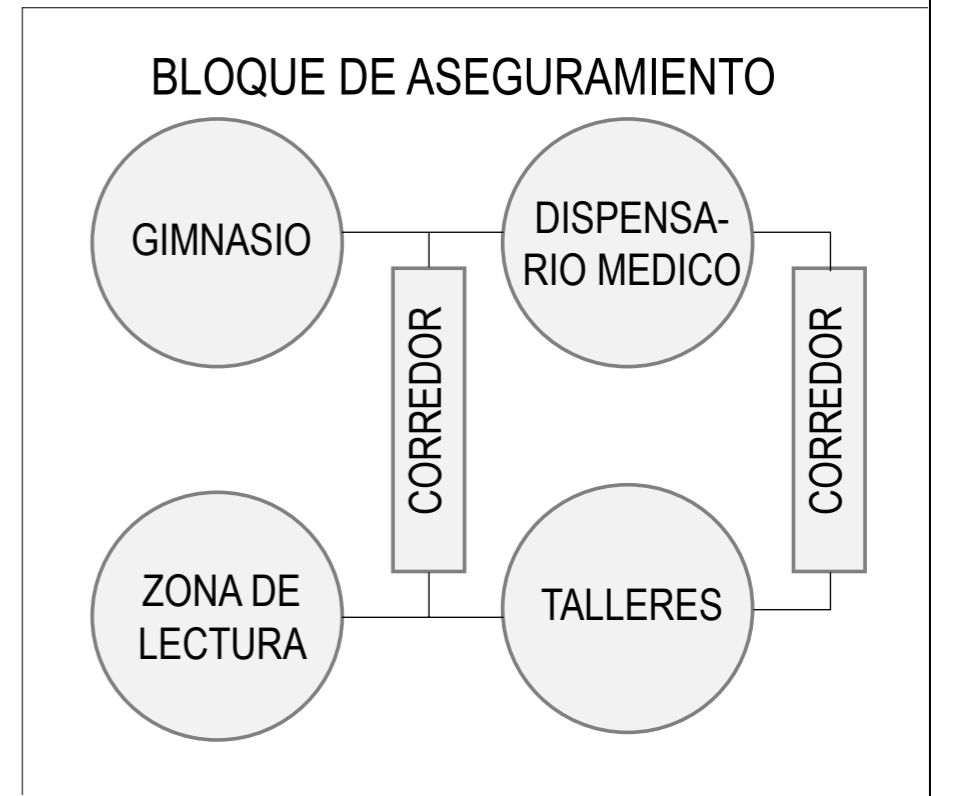 BLOQUE DE ASEGURAMIENTO
GIMNASIO
DISPENSA-
RIO MEDICO
CORREDOR
CORREDOR
ZONA DE
LECTURA
TALLERES